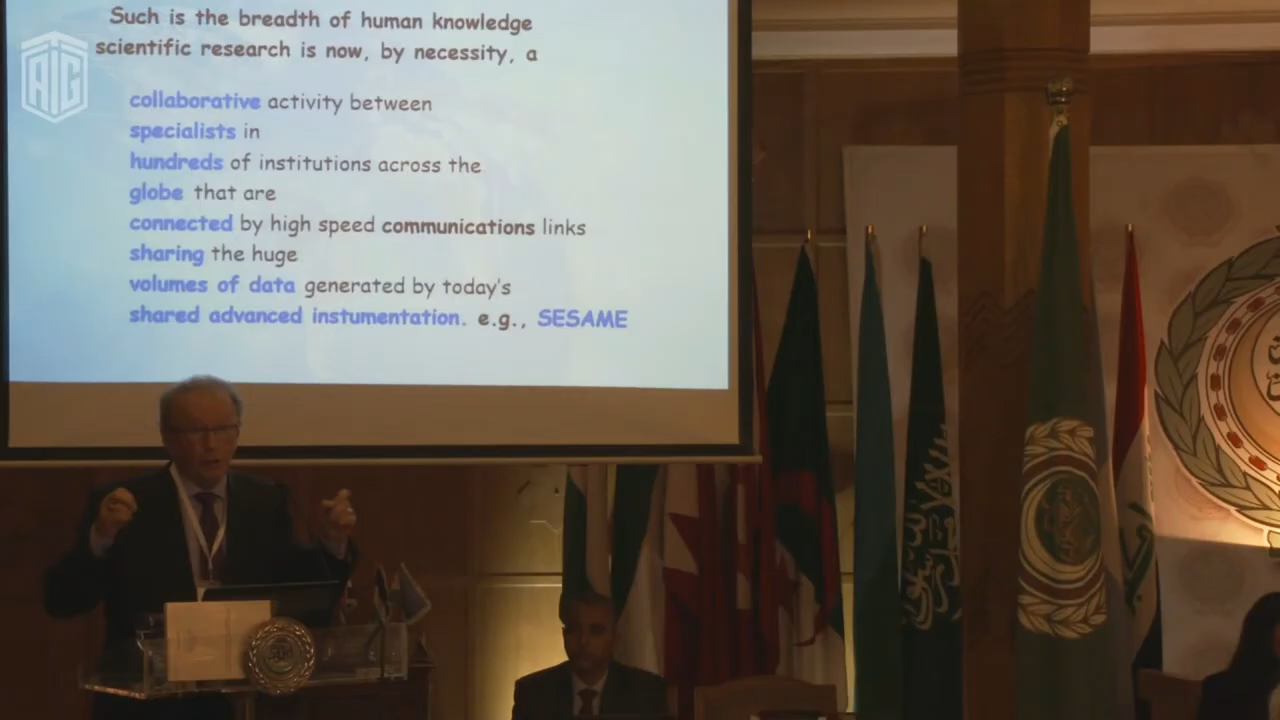 Such is the breadth of human knowledge
scientific research is now, by necessity, a
ATG
collaborative activity between
specialists in
hundreds of institutions across the
globe that are
connected by high speed communications links
sharing the huge
volumes of data generated by today's
shared advanced instumentation. e.g., SESAME